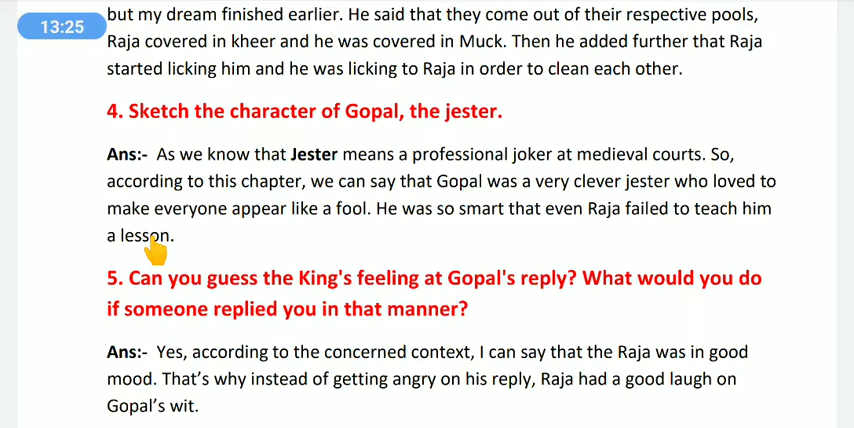 but my dream finished earlier. He said that they come out of their respective pools,
13:25
Raja covered in kheer and he was covered in Muck. Then he added further that Raja
started licking him and he was licking to Raja in order to clean each other.
4. Sketch the character of Gopal, the jester.
Ans:- As we know that Jester means a professional joker at medieval courts. So,
according to this chapter, we can say that Gopal was a very clever jester who loved to
make everyone appear like a fool. He was so smart that even Raja failed to teach him
a lesson.
5. Can you guess the King's feeling at Gopal's reply? What would you do
if someone replied you in that manner?
Ans:- Yes, according to the concerned context, I can say that the Raja was in good
mood. That’s why instead of getting angry on his reply, Raja had a good laugh on
Gopal’s wit.